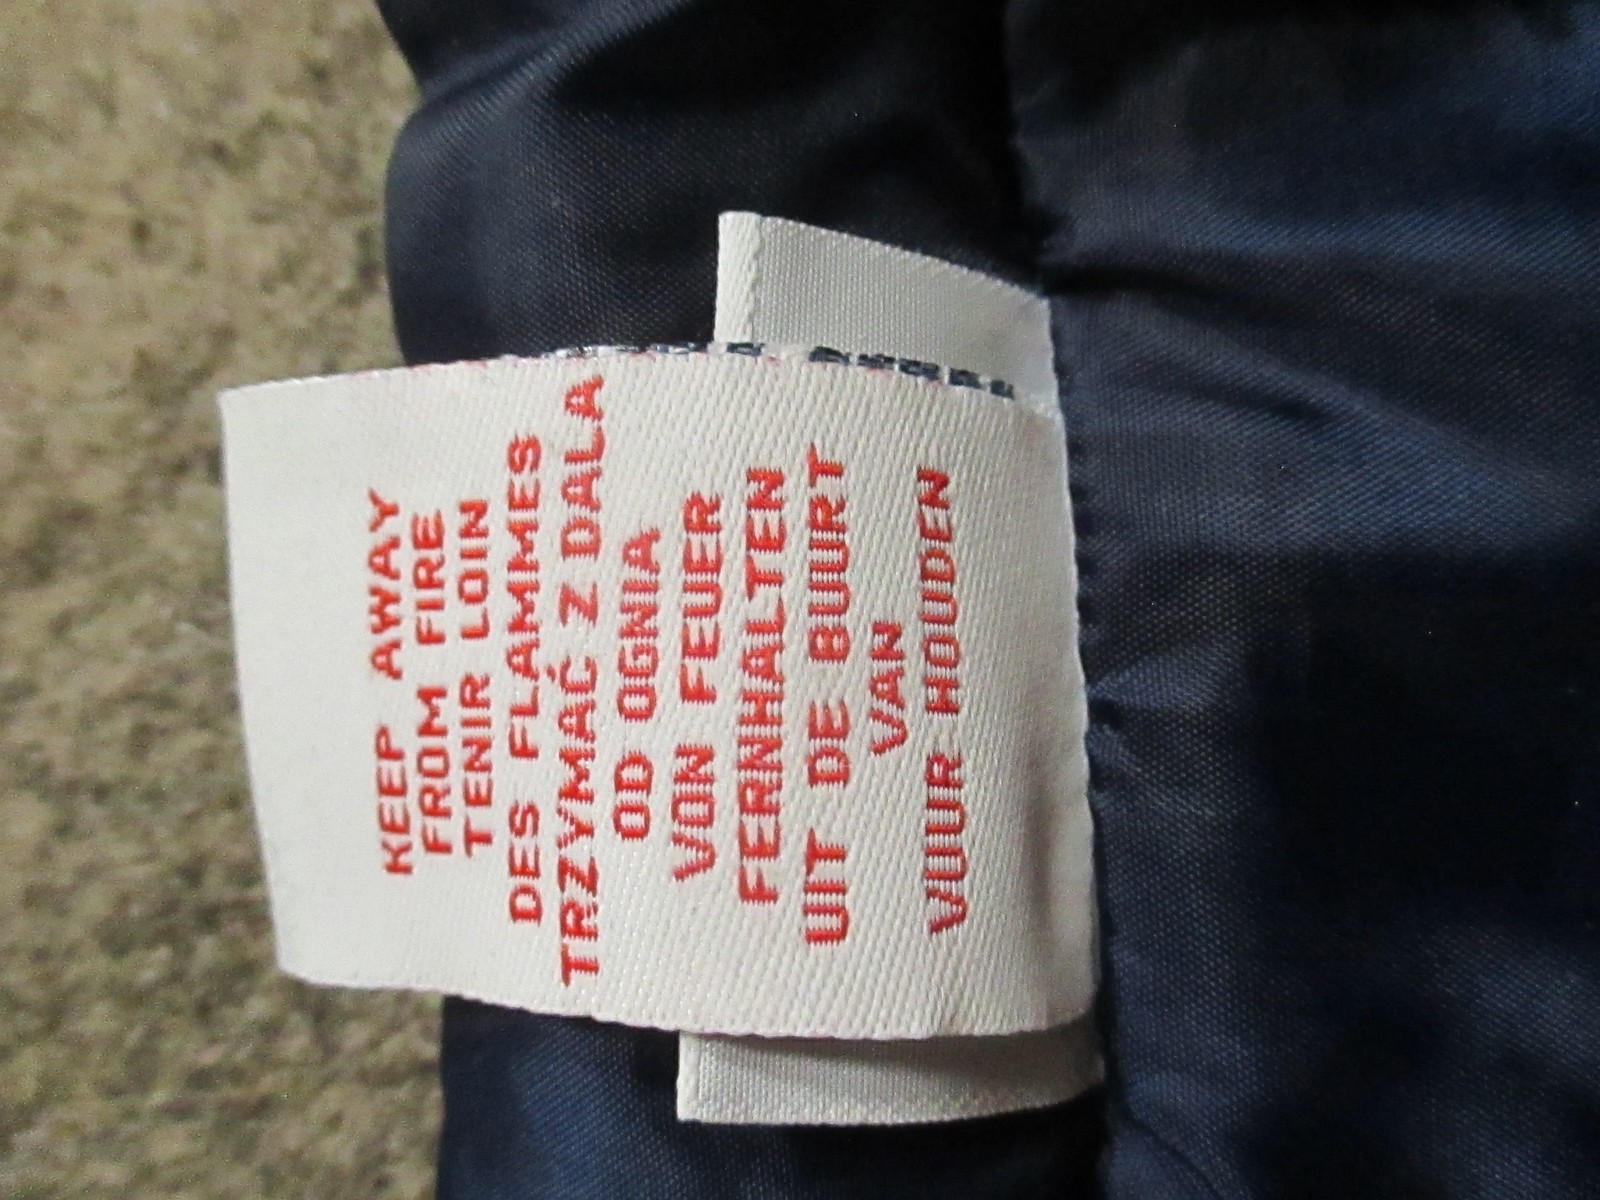 KEEP AWAY
FROM FIRE
TENIR LOIN
DES FLAMMES
TRZYMAĆ Z DALA
OD OGNIA
VON FEUER
FERNHALTEN
UIT DE BUURT
VAN
VUUR HOUDEN